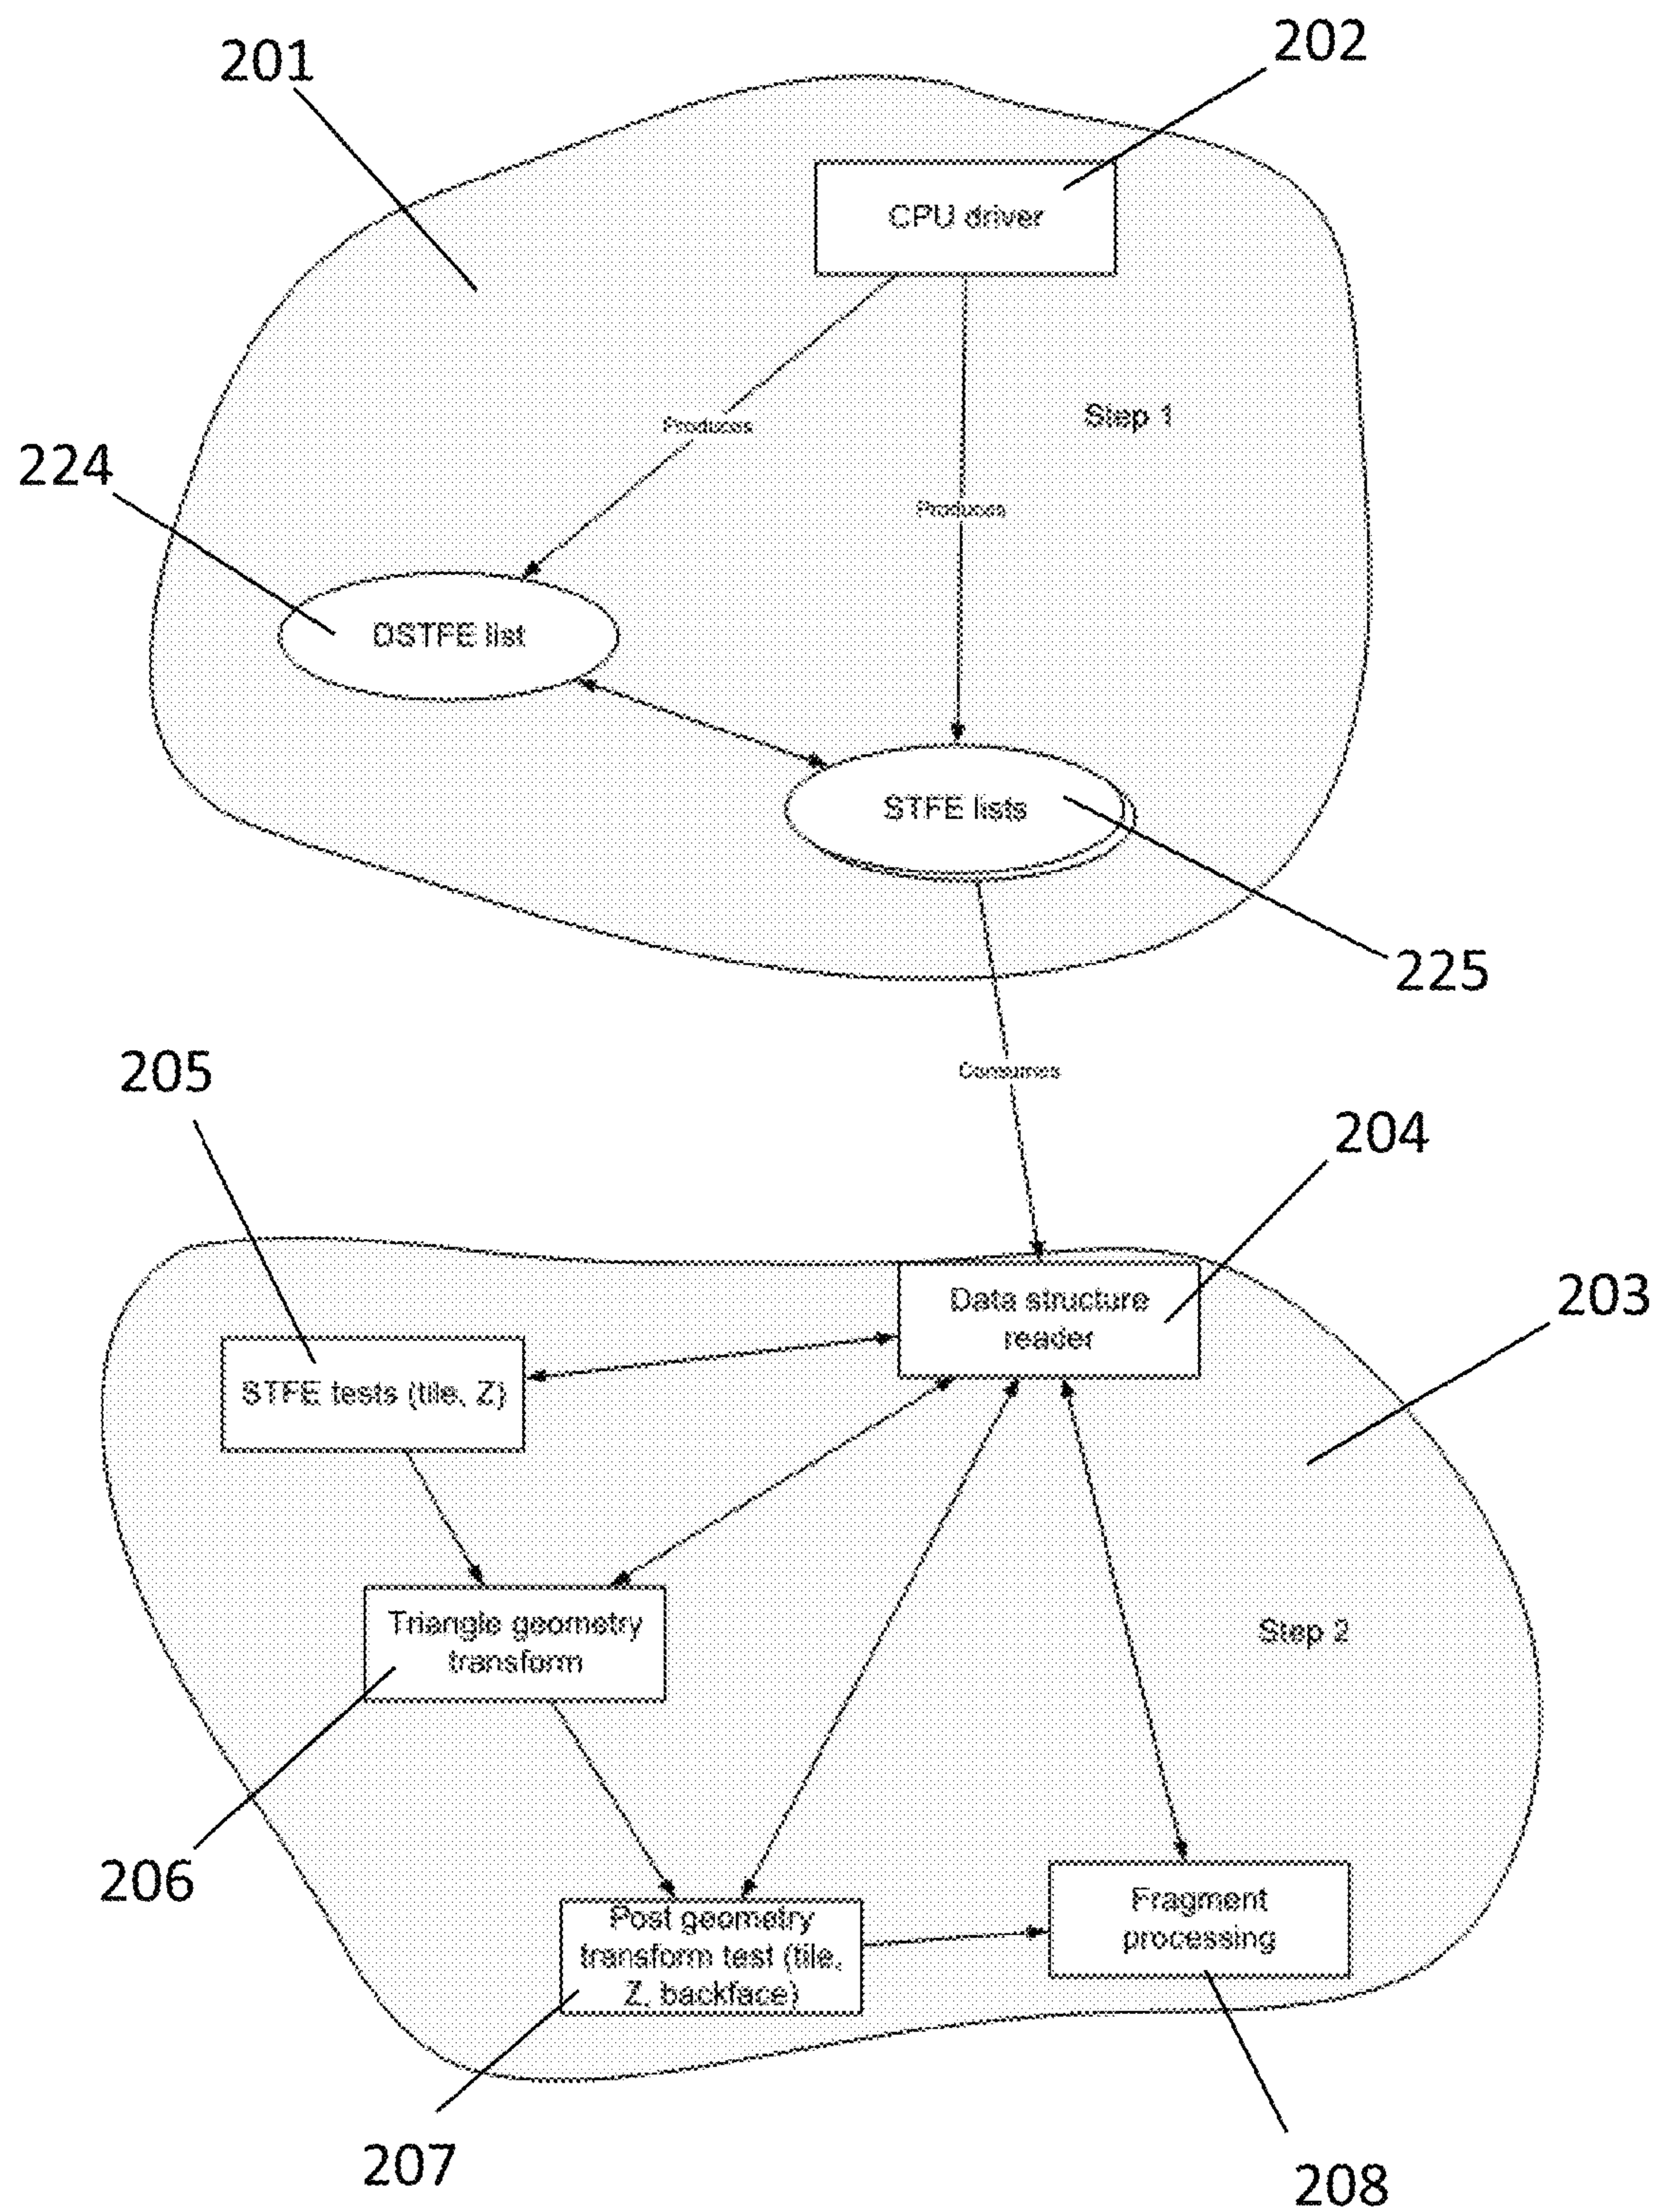 201
202
CPU driver
Produces
Step 1
224
Produces
DSTFE list
STFE lists
225
Consumes
205
204
203
Data structure
reader
STFE tests (tile, Z)
Triangle geometry
transform
Step 2
206
Post geometry
transform test (tile,
Z, backface)
Fragment
processing
207
208